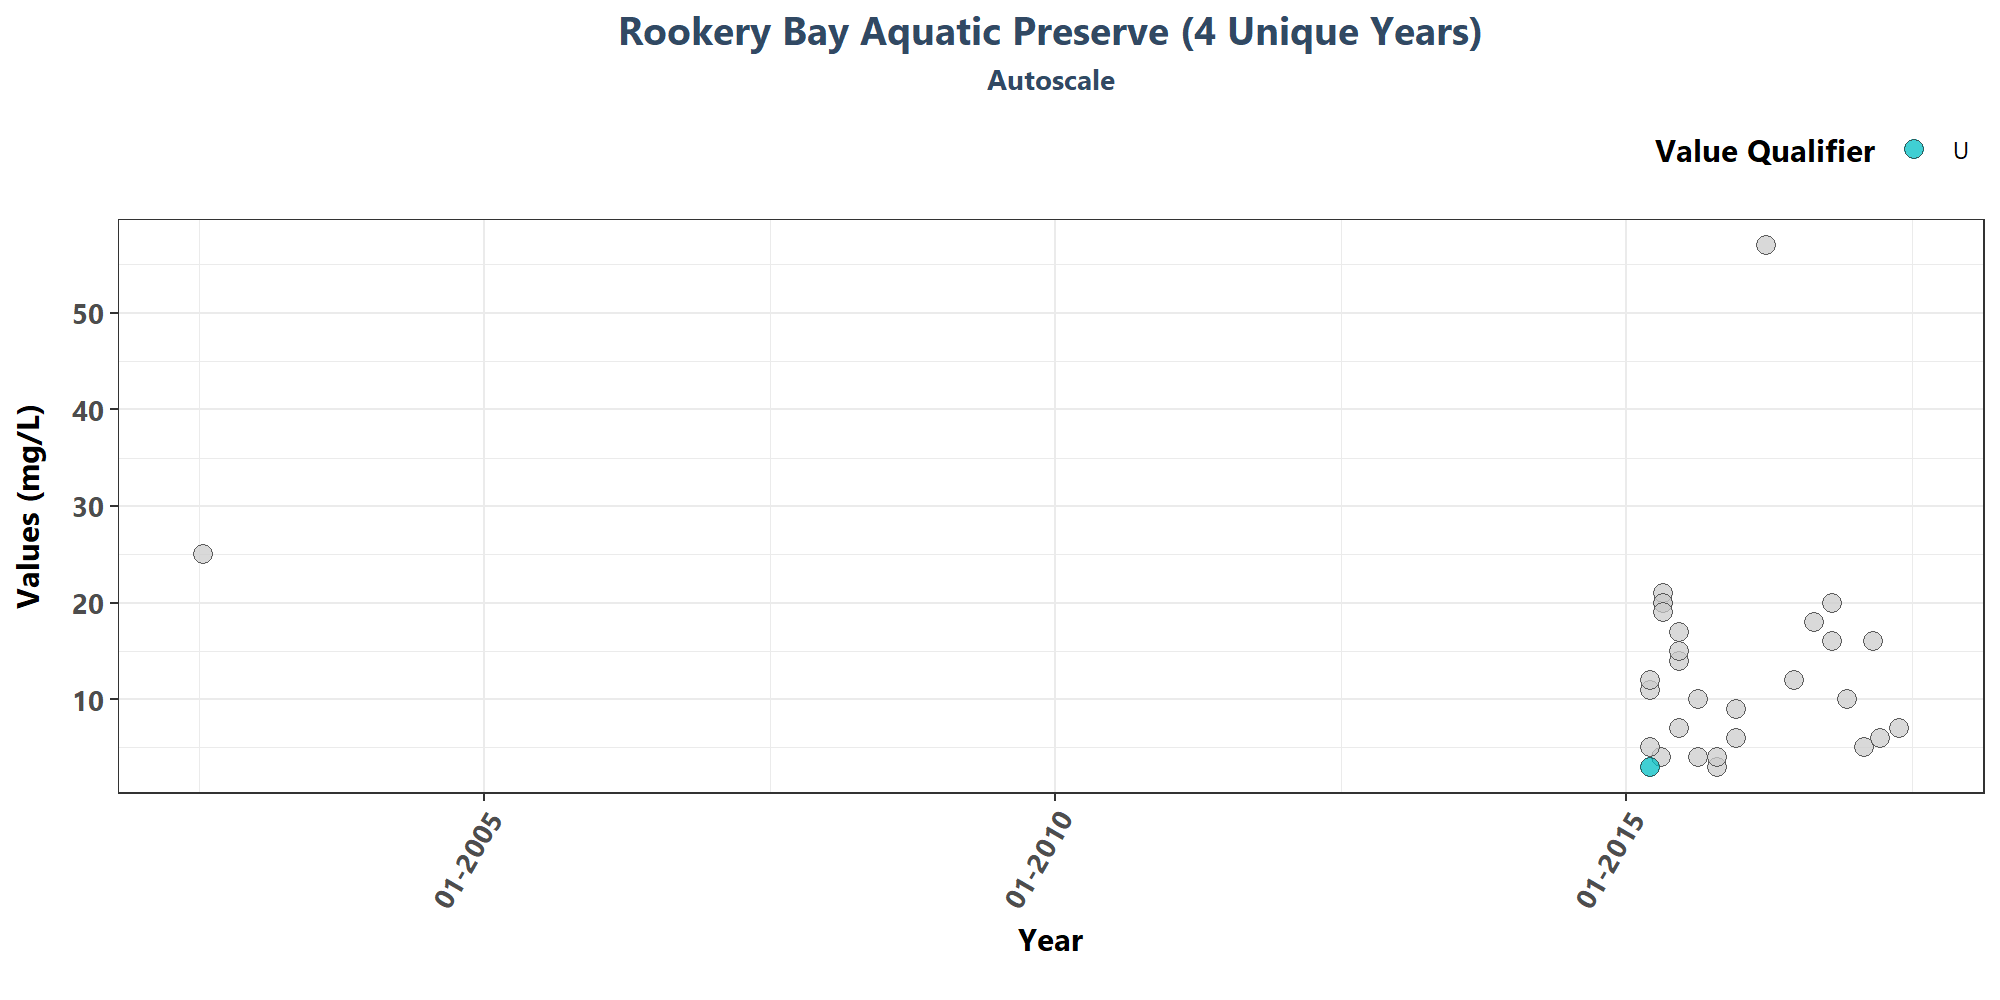 Rookery Bay Aquatic Preserve (4 Unique Years)
Autoscale
Value Qualifier U
Values (mg/L)
50
40
30
20
10
01-2005 01-2010 01-2015
Year